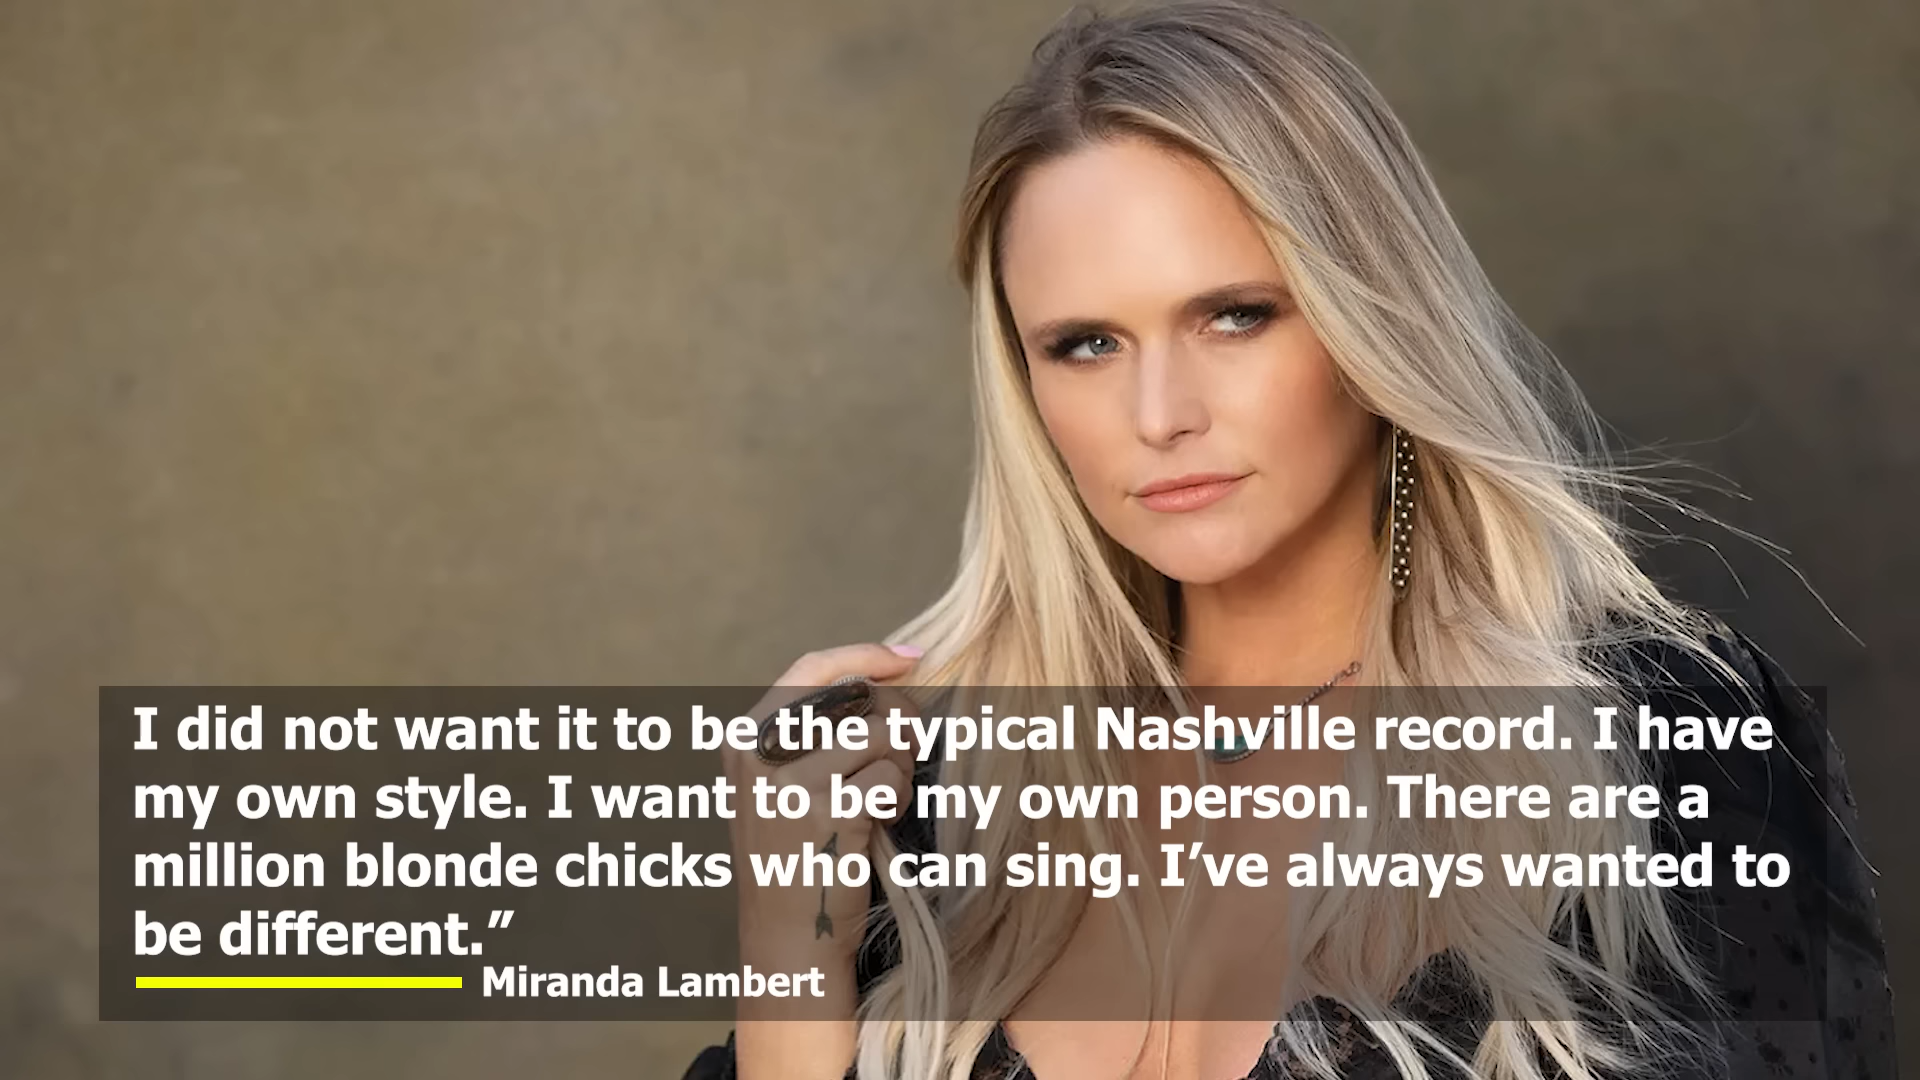 I did not want it to be the typical Nashville record. I have
my own style. I want to be my own person. There are a
million blonde chicks who can sing. I’ve always wanted to
be different.”
Miranda Lambert